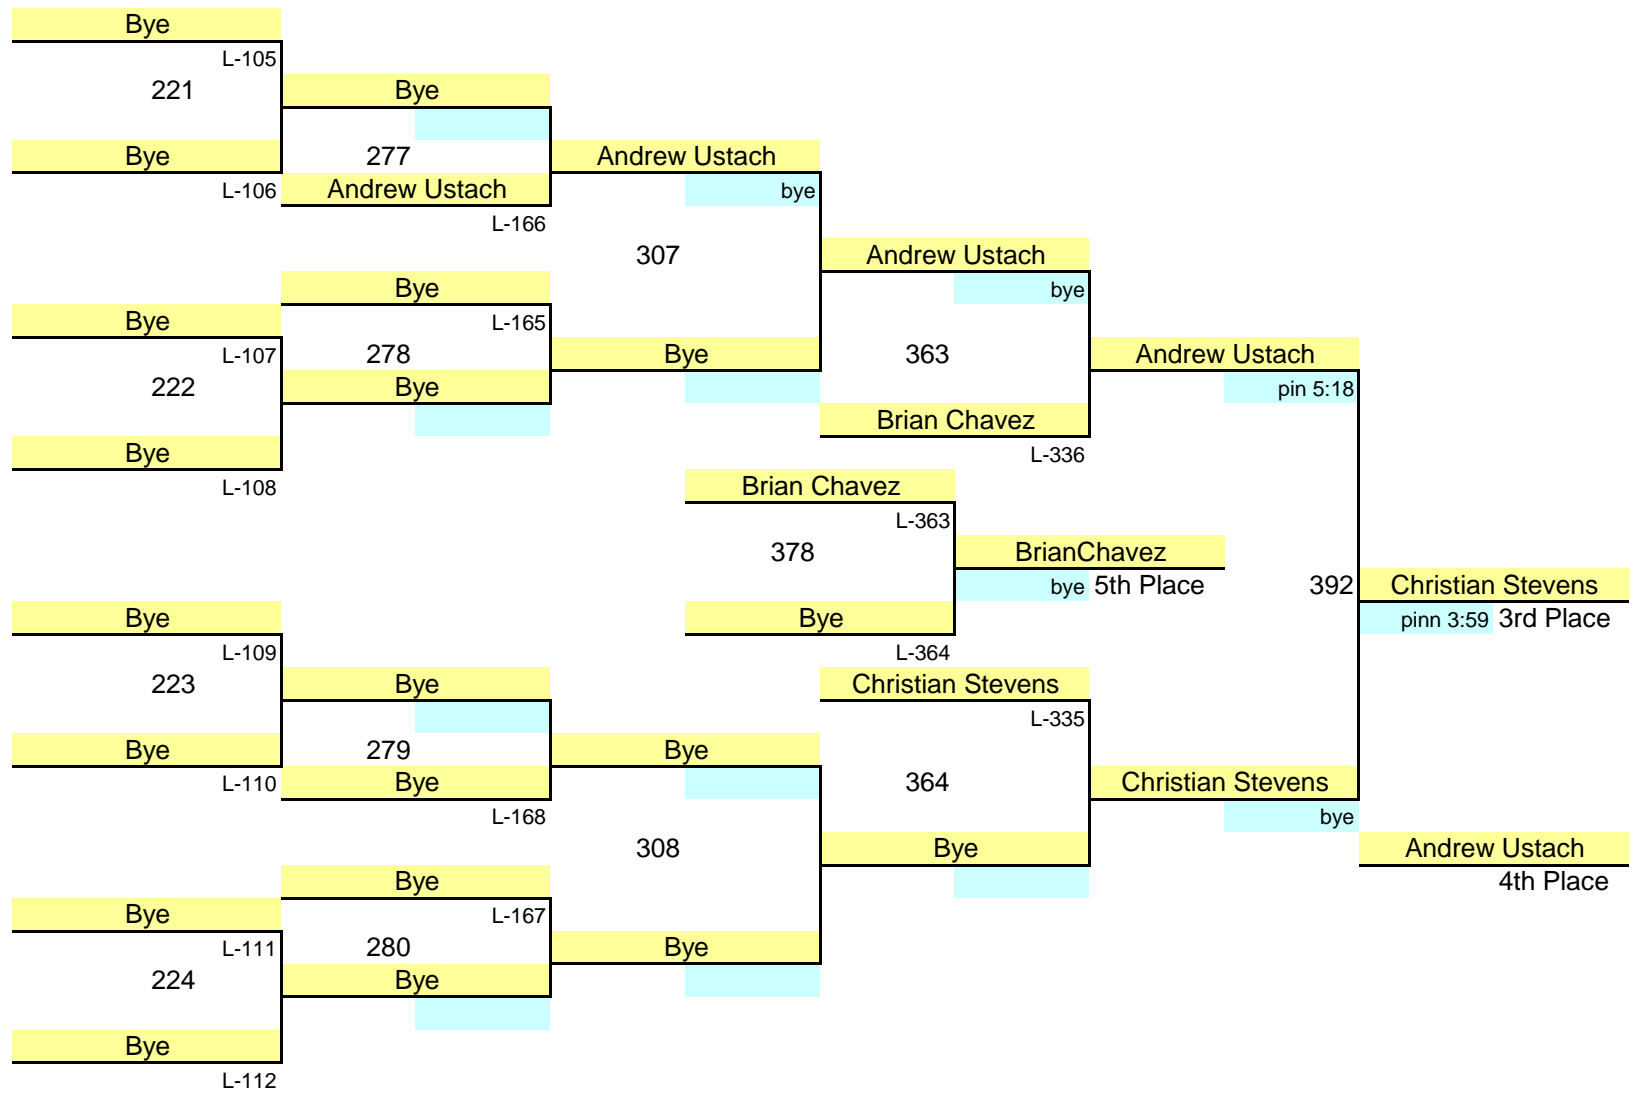 Bye
L-105
221
Bye
Bye
277
Andrew Ustach
L-106
Andrew Ustach
bye
L-166
307
Andrew Ustach
Bye
bye
Bye
L-165
L-107
278
Bye
363
Andrew Ustach
222
Bye
pin 5:18
Brian Chavez
Bye
L-336
L-108
Brian Chavez
L-363
378
BrianChavez
bye 5th Place
392
Christian Stevens
Bye
Bye
pinn 3:59 3rd Place
L-109
L-364
223
Bye
Christian Stevens
L-335
Bye
279
Bye
L-110
Bye
364
Christian Stevens
L-168
bye
308
Bye
Andrew Ustach
Bye
4th Place
Bye
L-167
L-111
280
Bye
224
Bye
Bye
L-112